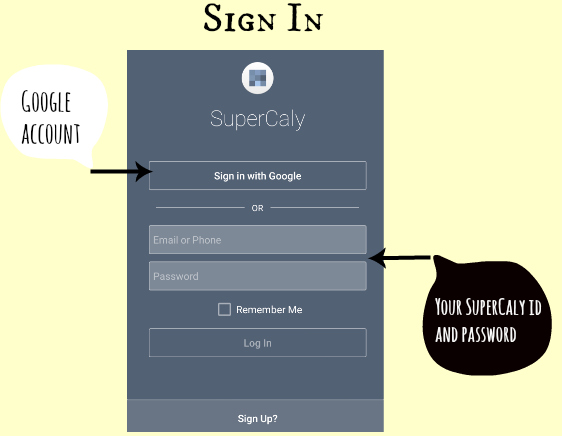 Sign In
Google
account
SuperCaly
Sign in with Google
OR
Email or Phone
Password
Remember Me
Log In
Sign Up?
Your SuperCaly id
and password